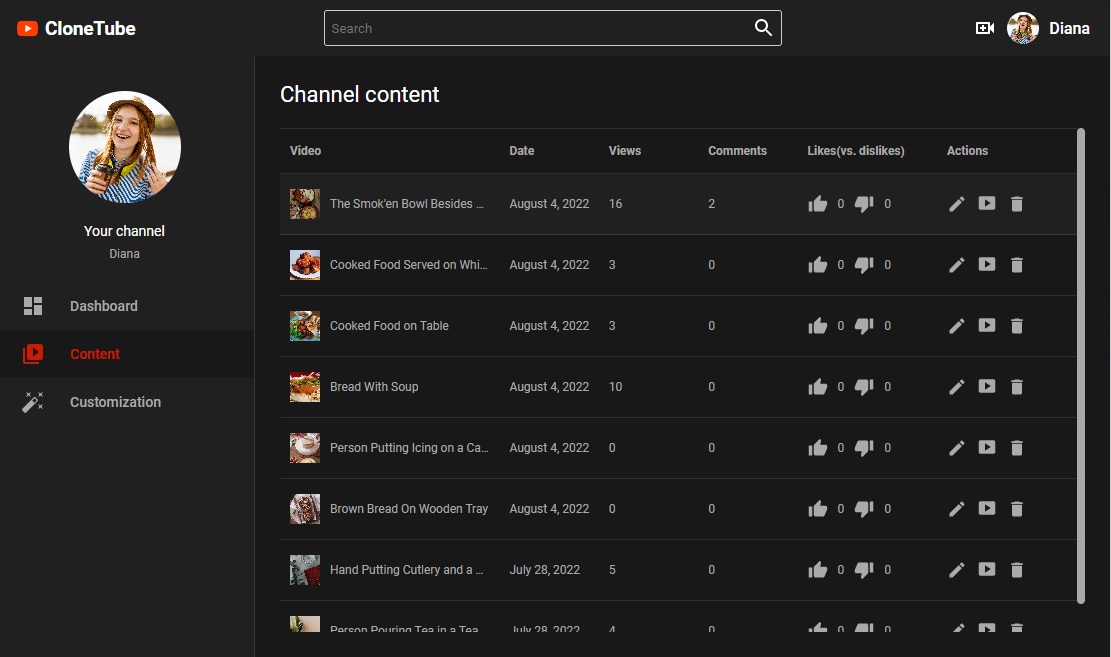 CloneTube
Search
Diana
Your channel
Diana
Dashboard
Content
Customization
Channel content
Video Date Views Comments Likes(vs. dislikes) Actions
The Smok'en Bowl Besides ... August 4, 2022 16 2 0 0
Cooked Food Served on Whi... August 4, 2022 3 0 0 0
Cooked Food on Table August 4, 2022 3 0 0 0
Bread With Soup August 4, 2022 10 0 0 0
Person Putting Icing on a Ca... August 4, 2022 0 0 0 0
Brown Bread On Wooden Tray August 4, 2022 0 0 0 0
Hand Putting Cutlery and a ... July 28, 2022 5 0 0 0
Person Pouring Tea in a Tea July 28, 2022 4 0 0 0